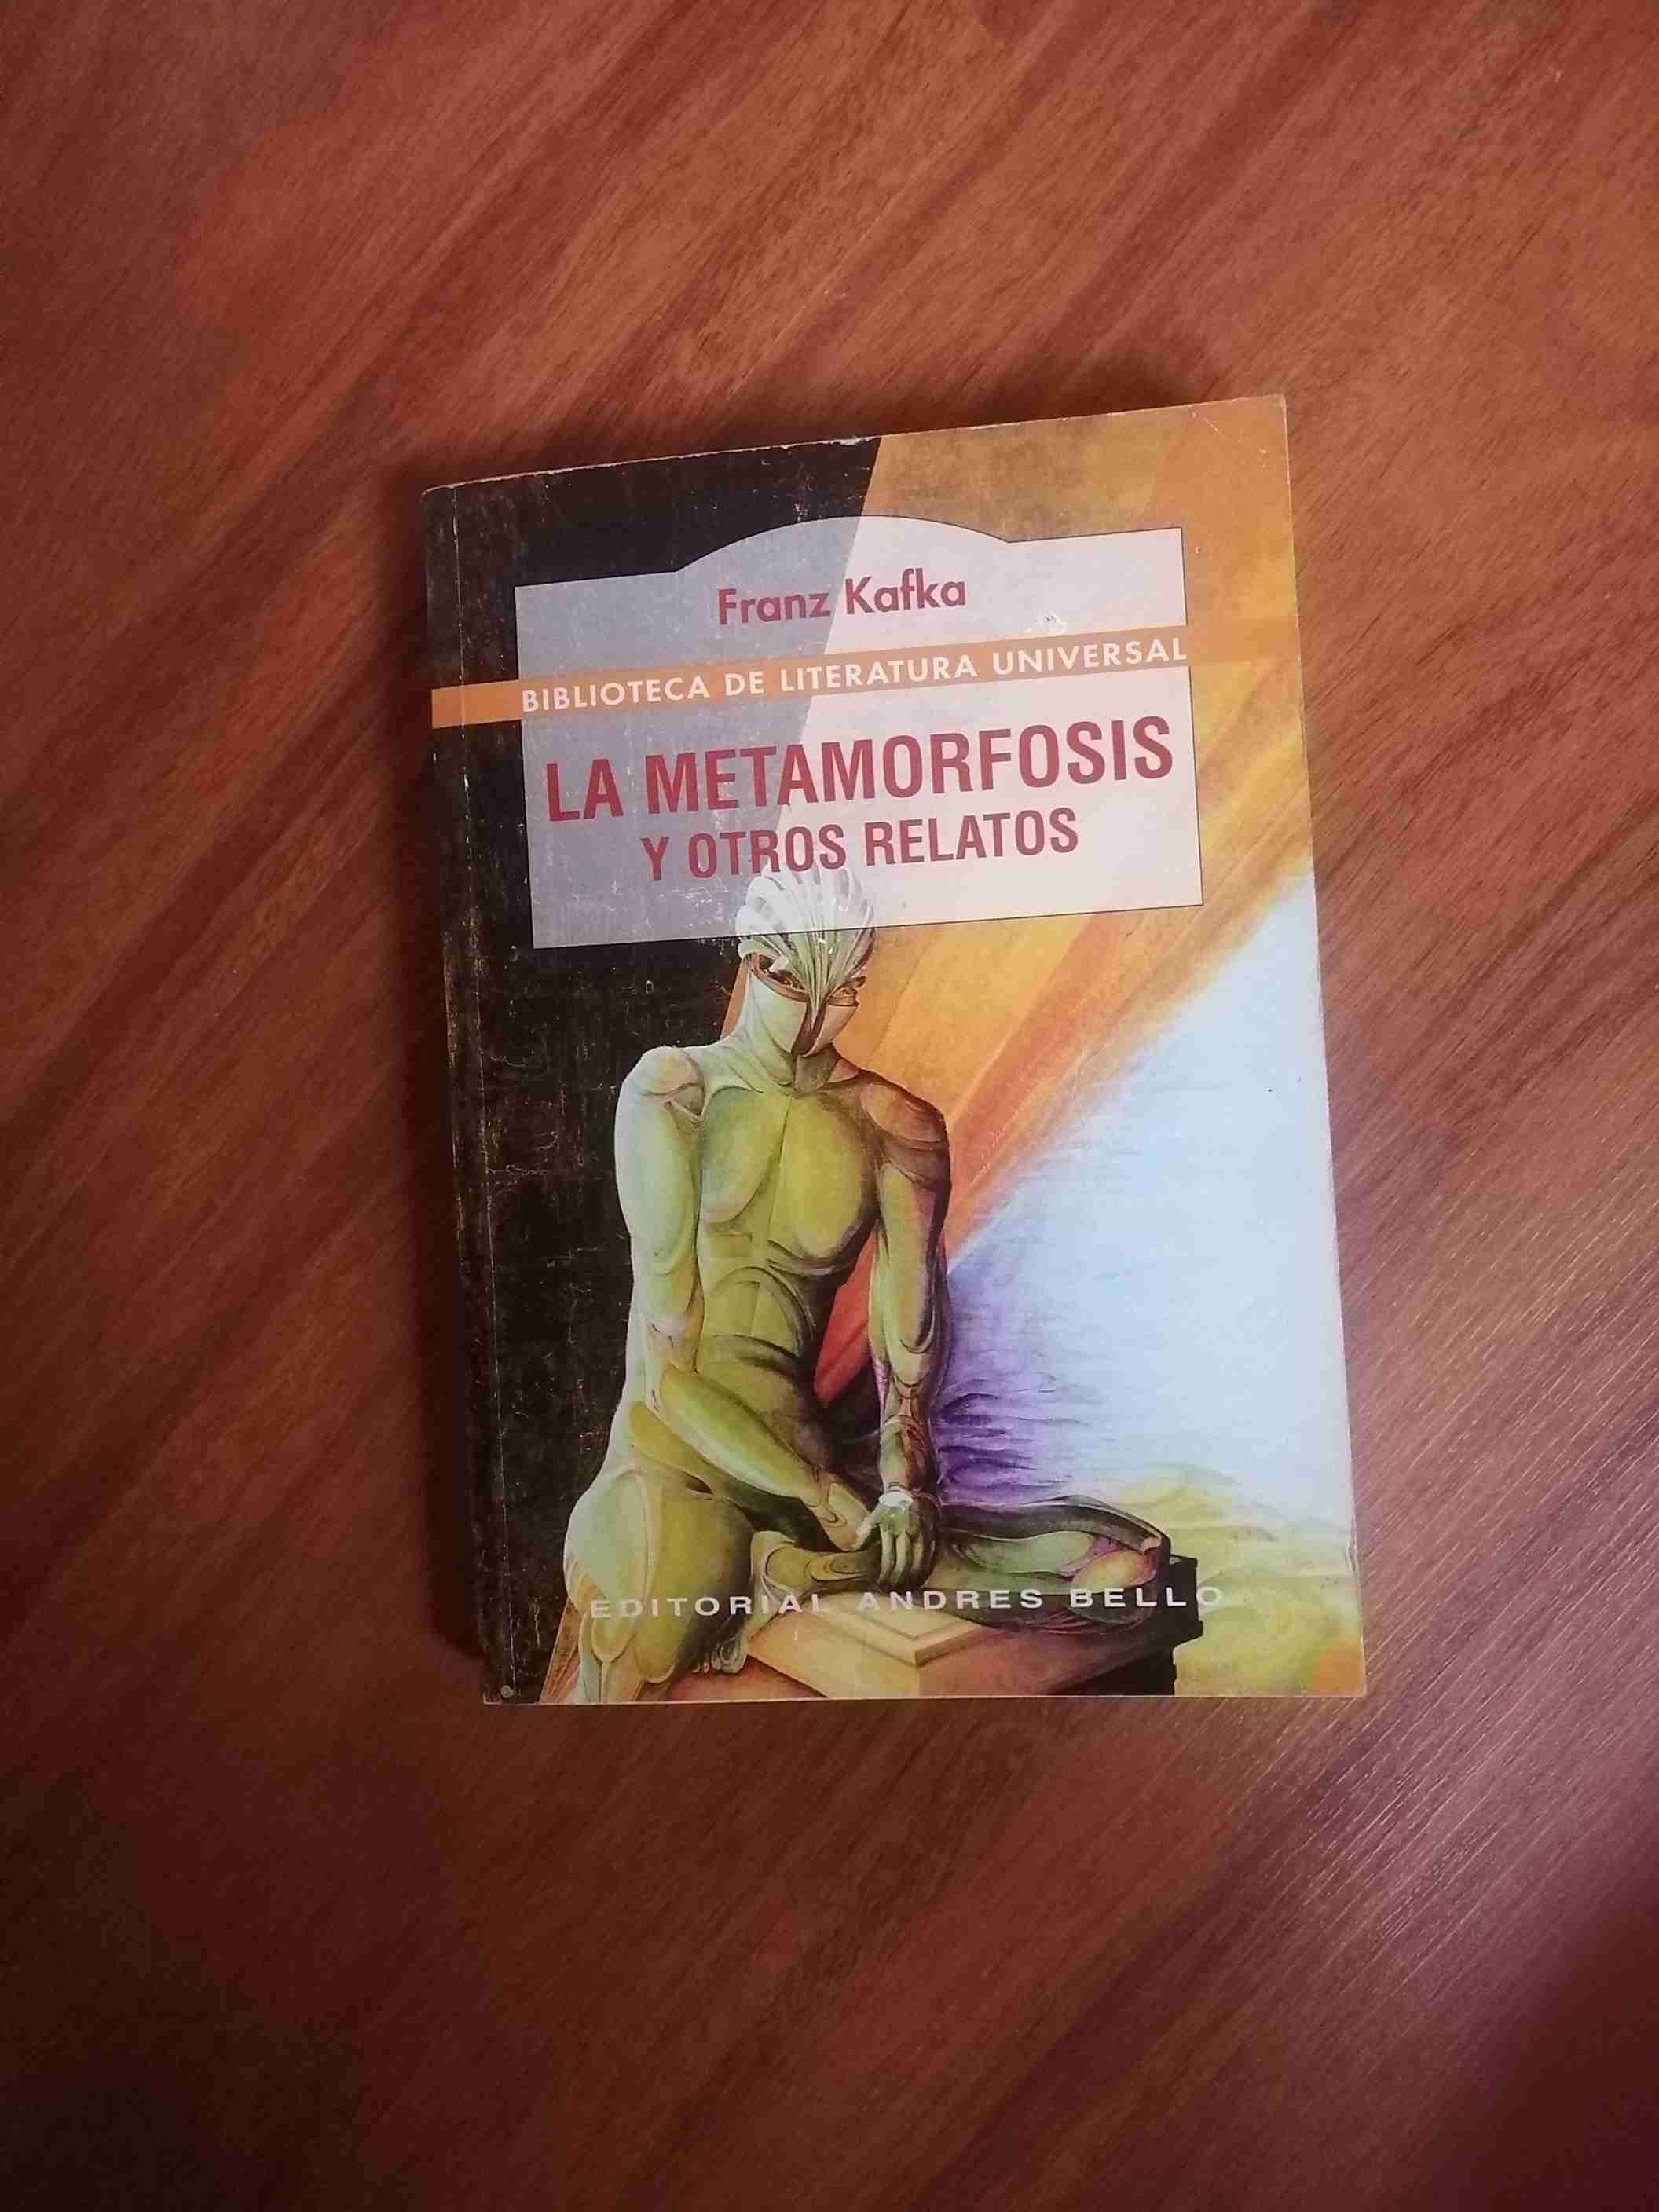 Franz Kafka
BIBLIOTECA DE LITERATURA UNIVERSAL
LA METAMORFOSIS
Y OTROS RELATOS
EDITORIAL ANDRES BELLO